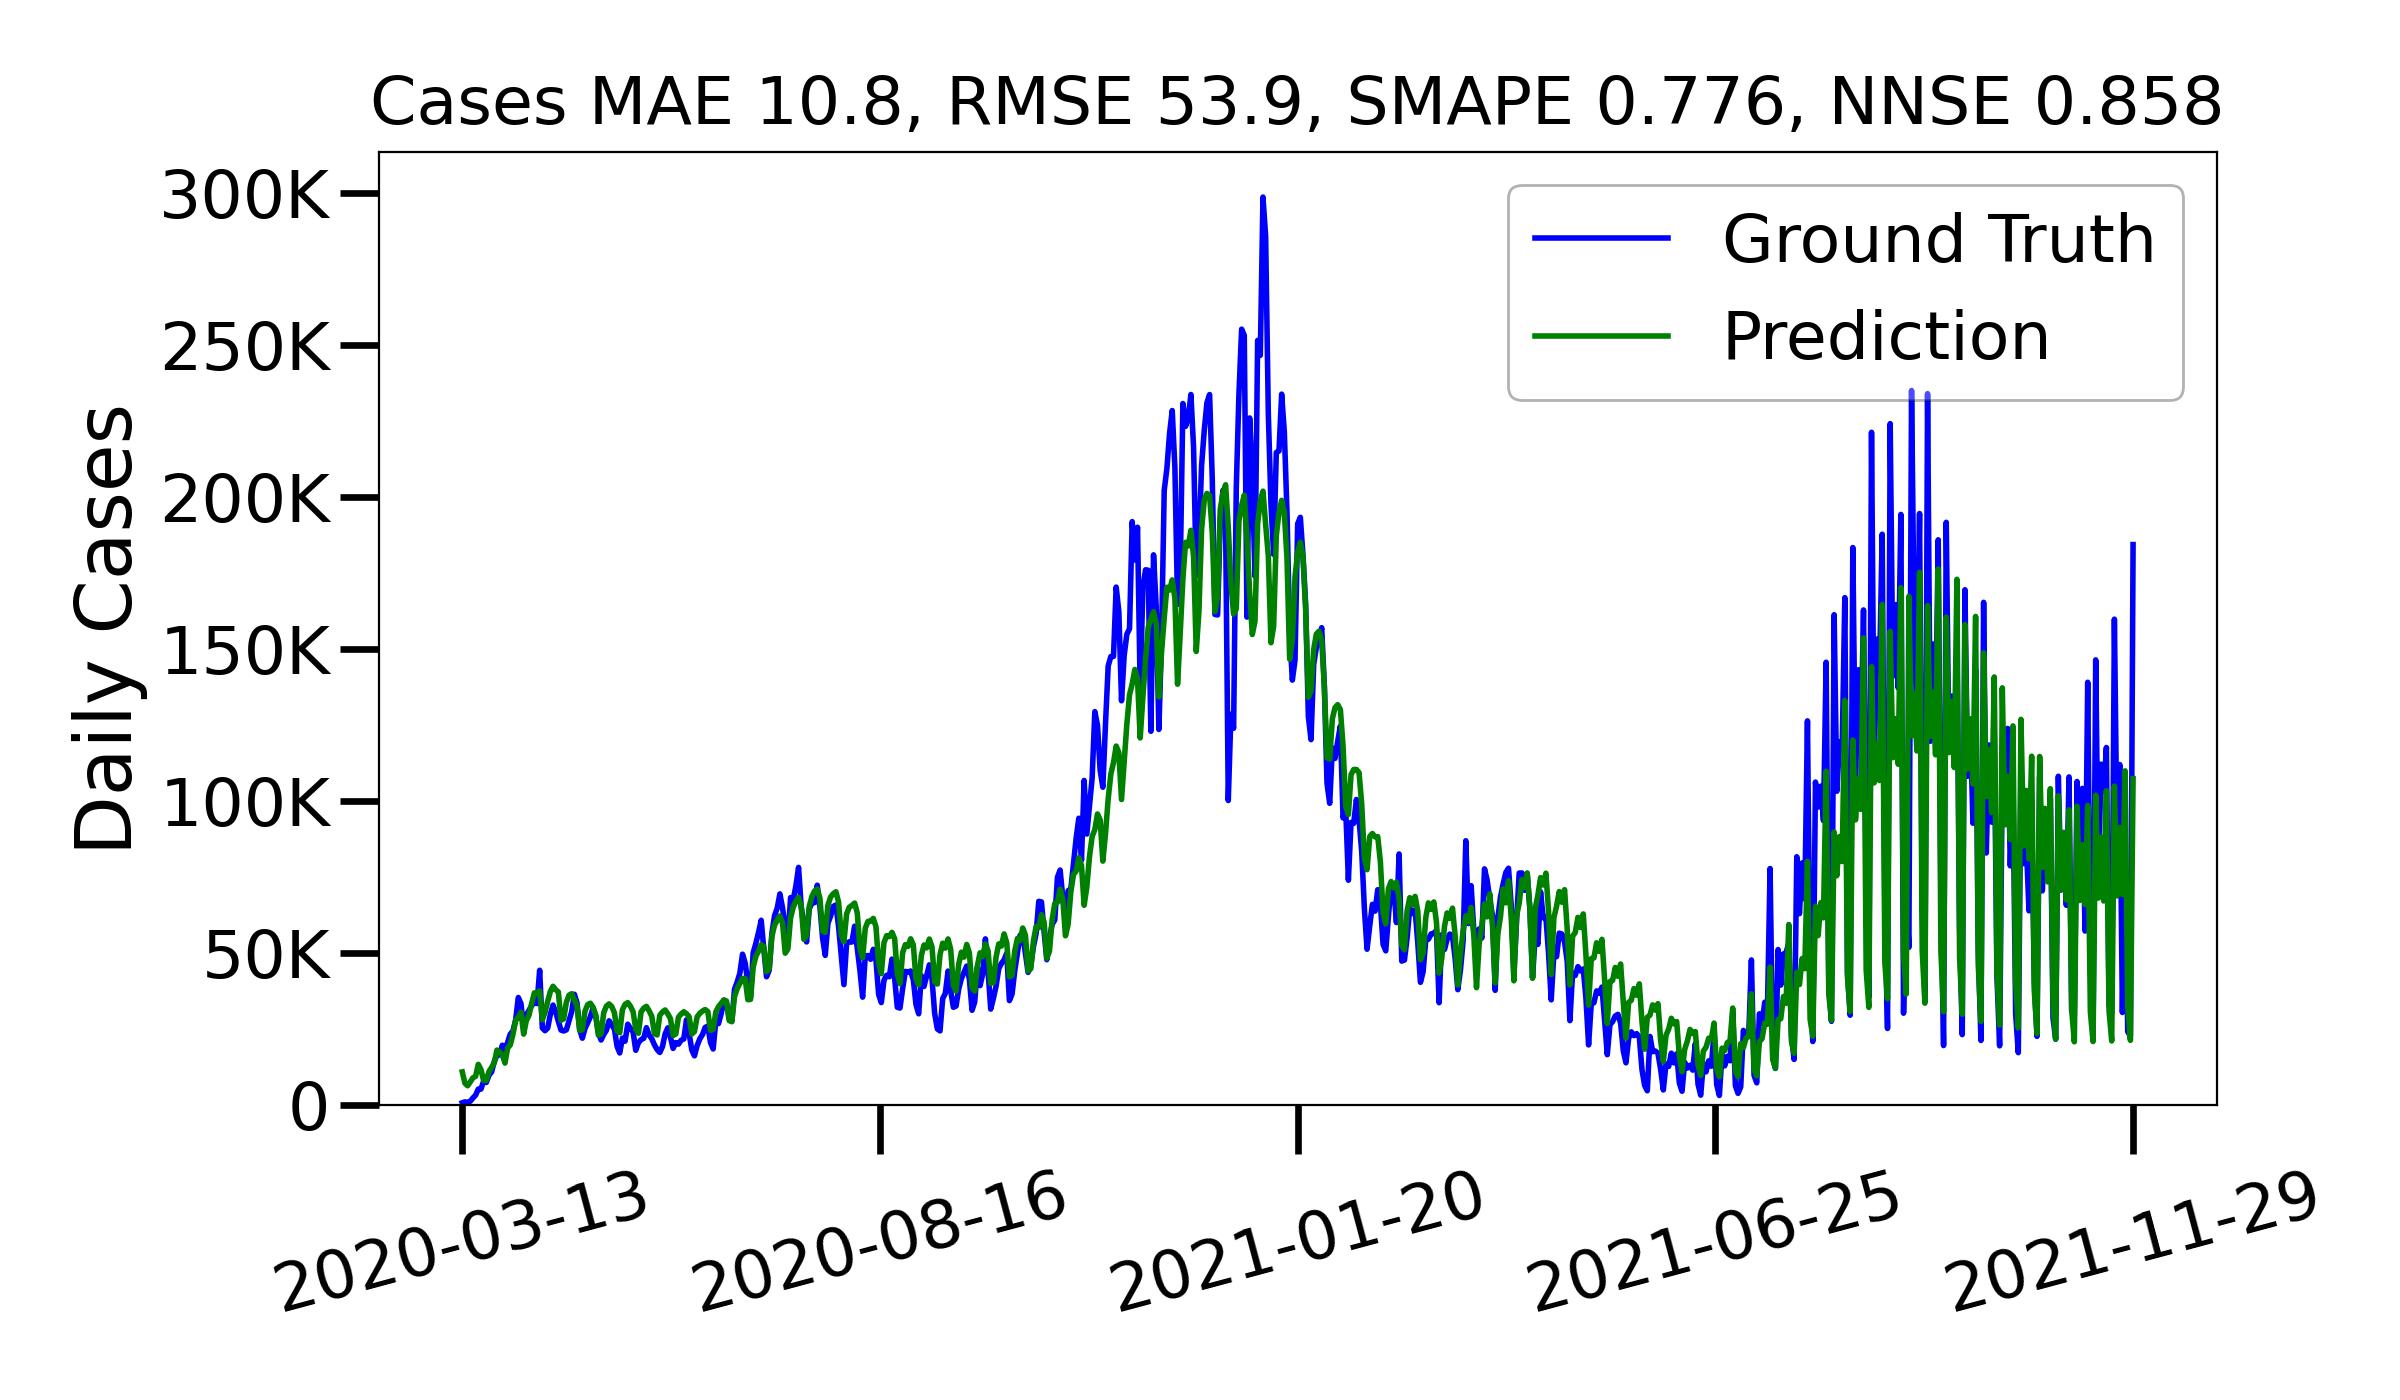 Cases MAE 10.8, RMSE 53.9, SMAPE 0.776, NNSE 0.858
Daily Cases
300K
250K
200K
150K
100K
50K
0
Ground Truth
Prediction
2020-03-13
2020-08-16
2021-01-20
2021-06-25
2021-11-29